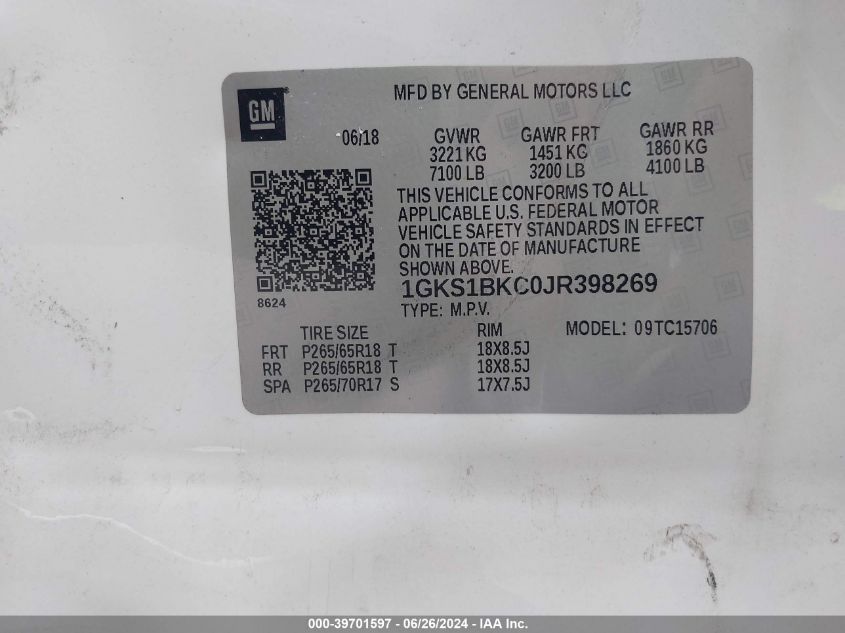 GM
MFD BY GENERAL MOTORS LLC
06/18 GVWR GAWR FRT GAWR RR
3221 KG 1451 KG 1860 KG
7100 LB 3200 LB 4100 LB
THIS VEHICLE CONFORMS TO ALL
APPLICABLE U.S. FEDERAL MOTOR
VEHICLE SAFETY STANDARDS IN EFFECT
ON THE DATE OF MANUFACTURE
SHOWN ABOVE.
8624
1GKS1BKC0JR398269
TYPE: M.P.V.
TIRE SIZE RIM MODEL: 09TC15706
FRT P265/65R18 T 18X8.5J
RR P265/65R18 T 18X8.5J
SPA P265/70R17 S 17X7.5J
000-39701597 - 06/26/2024 - IAA Inc.